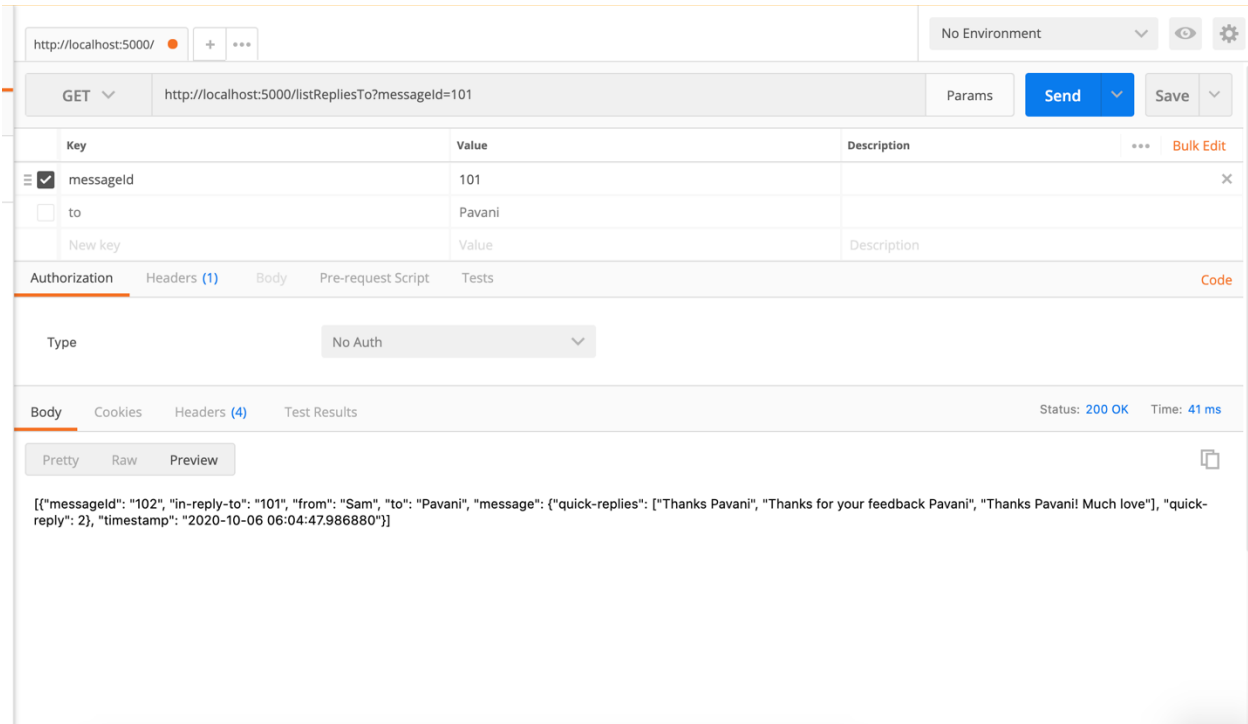 http://localhost:5000/
No Environment
GET http://localhost:5000/listRepliesTo?messageId=101 Params Send Save
Key Value Description Bulk Edit
messageId 101
to Pavani
New key Value Description
Authorization Headers (1) Body Pre-request Script Tests Code
Type No Auth
Body Cookies Headers (4) Test Results Status: 200 OK Time: 41 ms
Pretty Raw Preview
[{"messageId": "102", "in-reply-to": "101", "from": "Sam", "to": "Pavani", "message": {"quick-replies": ["Thanks Pavani", "Thanks for your feedback Pavani", "Thanks Pavani! Much love"], "quick-
reply": 2}, "timestamp": "2020-10-06 06:04:47.986880"}]